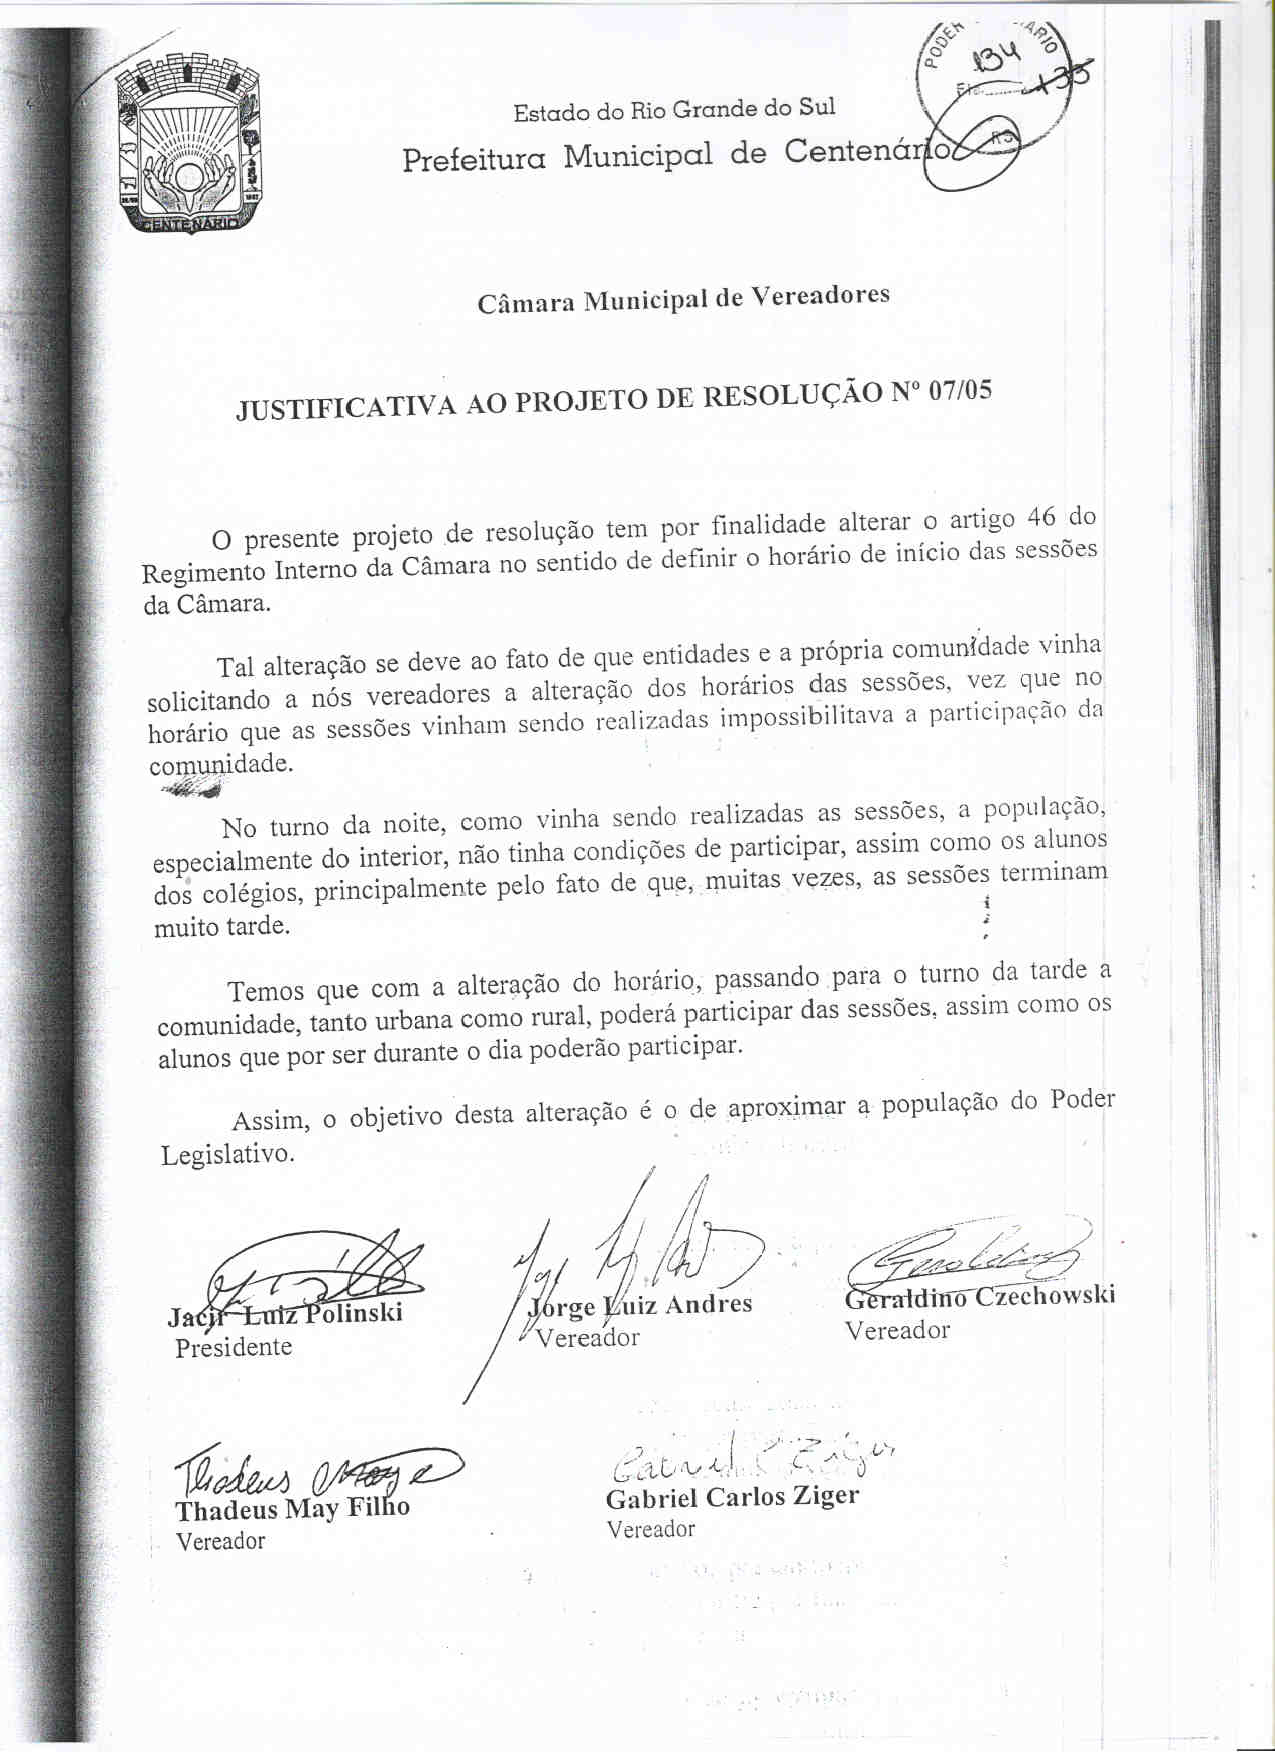 PODER
134
135
RS
CENTENÁRIO
Estado do Rio Grande do Sul
Prefeitura Municipal de Centenário
Câmara Municipal de Vereadores
JUSTIFICATIVA AO PROJETO DE RESOLUÇÃO Nº 07/05
O presente projeto de resolução tem por finalidade alterar o artigo 46 do
Regimento Interno da Câmara no sentido de definir o horário de início das sessões
da Câmara.
Tal alteração se deve ao fato de que entidades e a própria comunidade vinha
solicitando a nós vereadores a alteração dos horários das sessões, vez que no
horário que as sessões vinham sendo realizadas impossibilitava a participação da
comunidade.
No turno da noite, como vinha sendo realizadas as sessões, a população,
especialmente do interior, não tinha condições de participar, assim como os alunos
dos colégios, principalmente pelo fato de que, muitas vezes, as sessões terminam
muito tarde.
Temos que com a alteração do horário, passando para o turno da tarde a
comunidade, tanto urbana como rural, poderá participar das sessões, assim como os
alunos que por ser durante o dia poderão participar.
Assim, o objetivo desta alteração é o de aproximar a população do Poder
Legislativo.
Jacir Luiz Polinski
Presidente
Jorge Luiz Andres
Vereador
Geraldino Czechowski
Vereador
Thadeus May Filho
Vereador
Gabriel C Ziger
Gabriel Carlos Ziger
Vereador